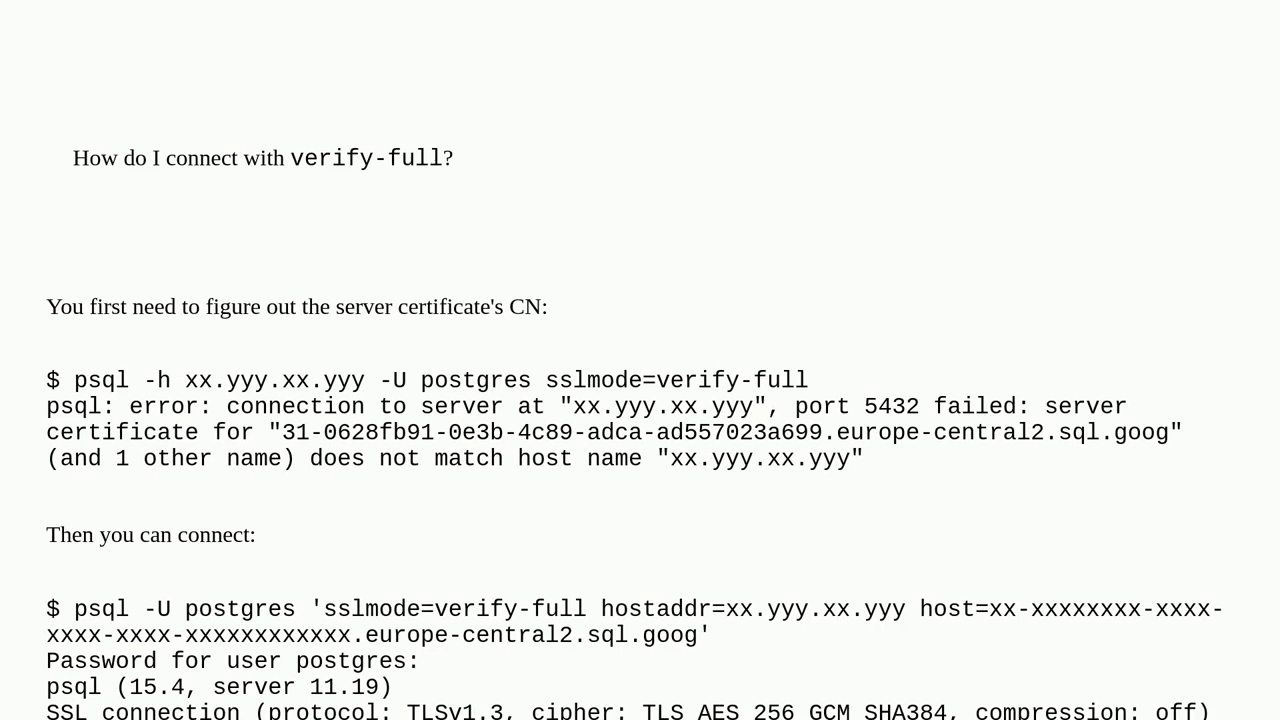 How do I connect with verify-full?
You first need to figure out the server certificate's CN:
$ psql -h xx.yyy.xx.yyy -U postgres sslmode=verify-full
psql: error: connection to server at "xx.yyy.xx.yyy", port 5432 failed: server
certificate for "31-0628fb91-0e3b-4c89-adca-ad557023a699.europe-central2.sql.goog"
(and 1 other name) does not match host name "xx.yyy.xx.yyy"
Then you can connect:
$ psql -U postgres 'sslmode=verify-full hostaddr=xx.yyy.xx.yyy host=xx-xxxxxxxx-xxxx-
xxxx-xxxx-xxxxxxxxxxxx.europe-central2.sql.goog'
Password for user postgres:
psql (15.4, server 11.19)
SSL connection (protocol: TLSv1.3, cipher: TLS_AES_256_GCM_SHA384, compression: off)